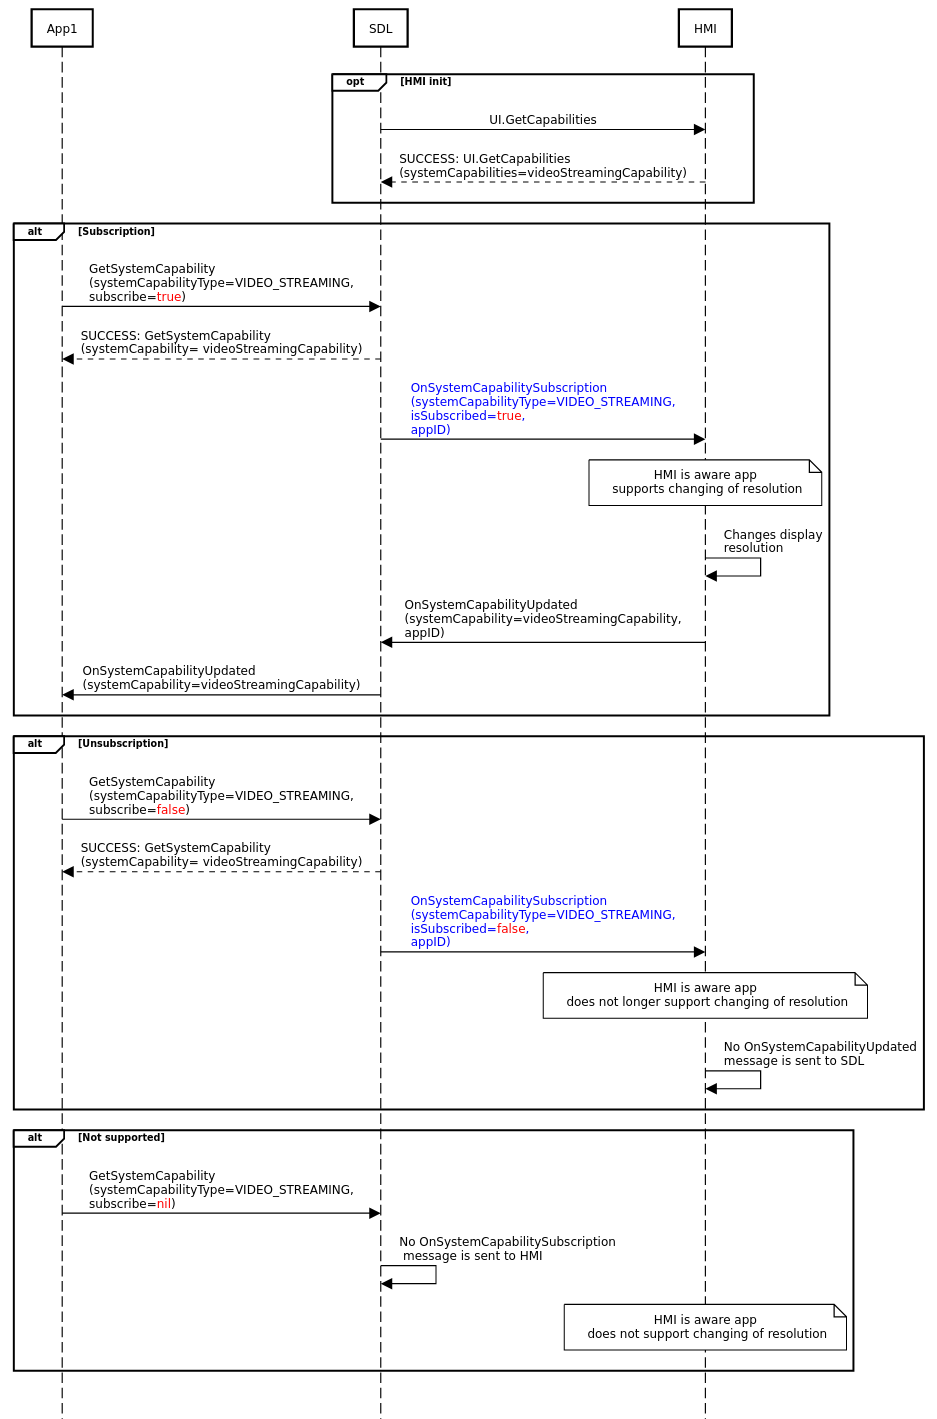 App1
SDL
HMI
opt
[HMI init]
UI.GetCapabilities
SUCCESS: UI.GetCapabilities
(systemCapabilities=videoStreamingCapability)
alt
[Subscription]
GetSystemCapability
(systemCapabilityType=VIDEO_STREAMING,
subscribe=true)
SUCCESS: GetSystemCapability
(systemCapability= videoStreamingCapability)
OnSystemCapabilitySubscription
(systemCapabilityType=VIDEO_STREAMING,
isSubscribed=true,
appID)
HMI is aware app
supports changing of resolution
Changes display
resolution
OnSystemCapabilityUpdated
(systemCapability=videoStreamingCapability,
appID)
OnSystemCapabilityUpdated
(systemCapability=videoStreamingCapability)
alt
[Unsubscription]
GetSystemCapability
(systemCapabilityType=VIDEO_STREAMING,
subscribe=false)
SUCCESS: GetSystemCapability
(systemCapability= videoStreamingCapability)
OnSystemCapabilitySubscription
(systemCapabilityType=VIDEO_STREAMING,
isSubscribed=false,
appID)
HMI is aware app
does not longer support changing of resolution
No OnSystemCapabilityUpdated
message is sent to SDL
alt
[Not supported]
GetSystemCapability
(systemCapabilityType=VIDEO_STREAMING,
subscribe=nil)
No OnSystemCapabilitySubscription
message is sent to HMI
HMI is aware app
does not support changing of resolution